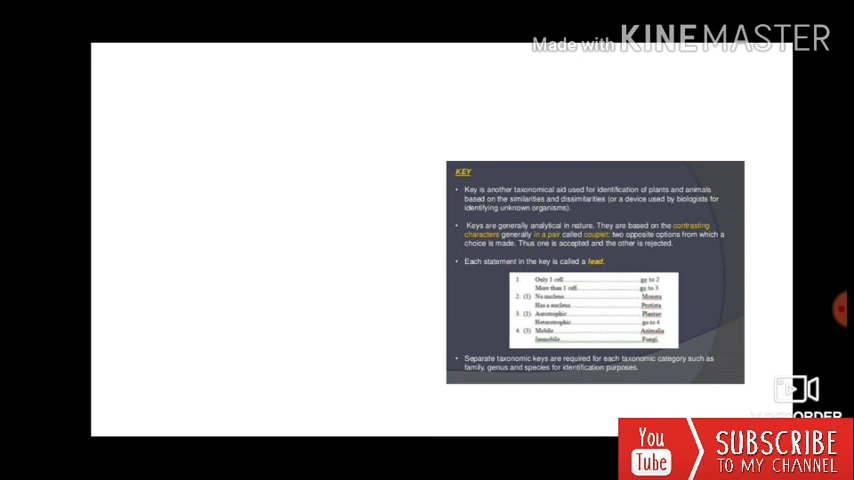 Made with KINEMASTER
KEY
• Key is another taxonomical aid used for identification of plants and animals
based on the similarities and dissimilarities (or a device used by biologists for
identifying unknown organisms).
• Keys are generally analytical in nature. They are based on the contrasting
characters generally in a pair called couplet: two opposite options from which a
choice is made. Thus one is accepted and the other is rejected.
• Each statement in the key is called a lead.
1. Only 1 cell go to 2
More than 1 cell go to 3
2. (1) No nucleus Monera
Has a nucleus Protista
3. (1) Autotrophic Plantae
Heterotrophic go to 4
4. (3) Mobile Animalia
Immobile Fungi
• Separate taxonomic keys are required for each taxonomic category such as
family, genus and species for identification purposes.
You SUBSCRIBE
Tube TO MY CHANNEL